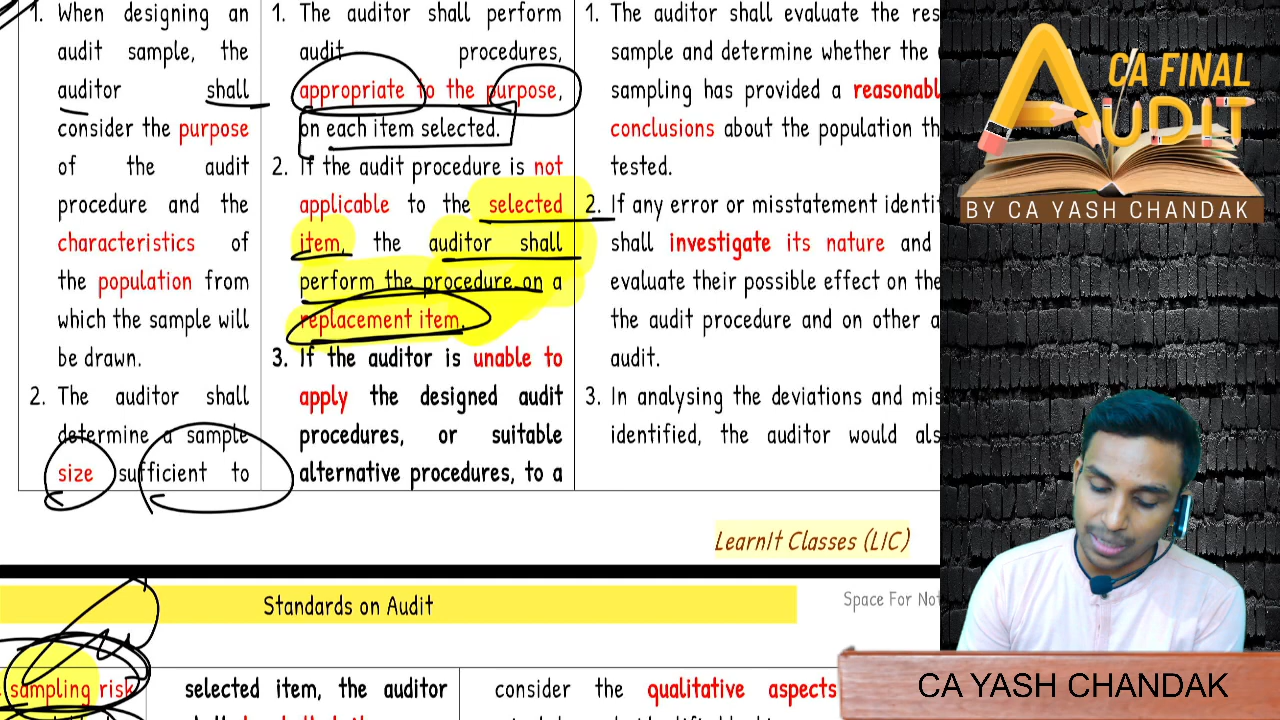 1. When designing an
audit sample, the
auditor shall
consider the purpose
of the audit
procedure and the
characteristics of
the population from
which the sample will
be drawn.
2. The auditor shall
determine a sample
size sufficient to
1. The auditor shall perform
audit procedures,
appropriate to the purpose,
on each item selected.
2. If the audit procedure is not
applicable to the selected
item, the auditor shall
perform the procedure on a
replacement item.
3. If the auditor is unable to
apply the designed audit
procedures, or suitable
alternative procedures, to a
1. The auditor shall evaluate the res
sample and determine whether the
sampling has provided a reasonabl
conclusions about the population th
tested.
2. If any error or misstatement identif
shall investigate its nature and
evaluate their possible effect on the
the audit procedure and on other a
audit.
3. In analysing the deviations and mis
identified, the auditor would als
LearnIt Classes (LIC)
Standards on Audit
Space For Not
sampling risk
selected item, the auditor
consider the qualitative aspects
CA FINAL
AUDIT
BY CA YASH CHANDAK
CA YASH CHANDAK